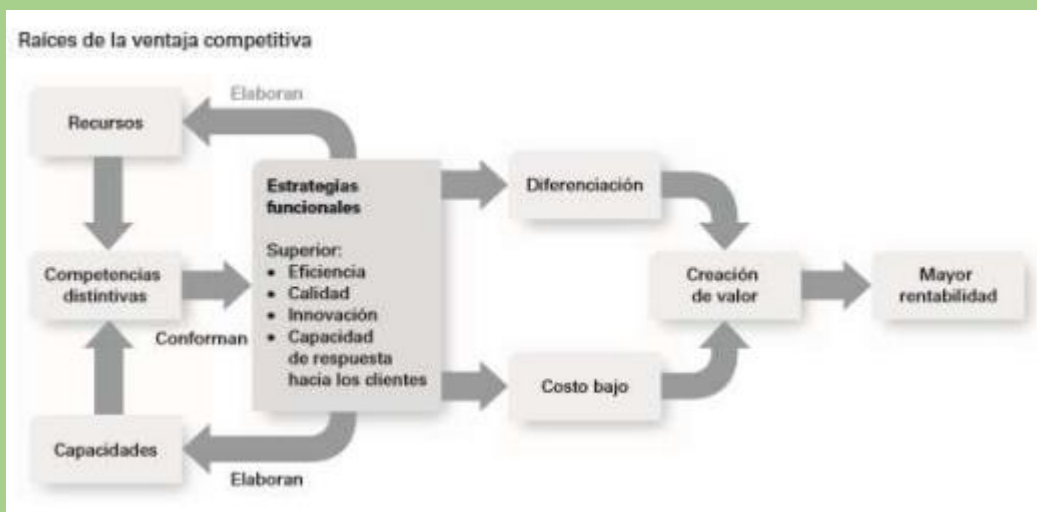 Raíces de la ventaja competitiva
Elaboran
Recursos
Estrategias
funcionales
Superior:
• Eficiencia
• Calidad
• Innovación
• Capacidad
de respuesta
hacia los clientes
Diferenciación
Competencias
distintivas
Conforman
Creación
de valor
Mayor
rentabilidad
Costo bajo
Capacidades
Elaboran